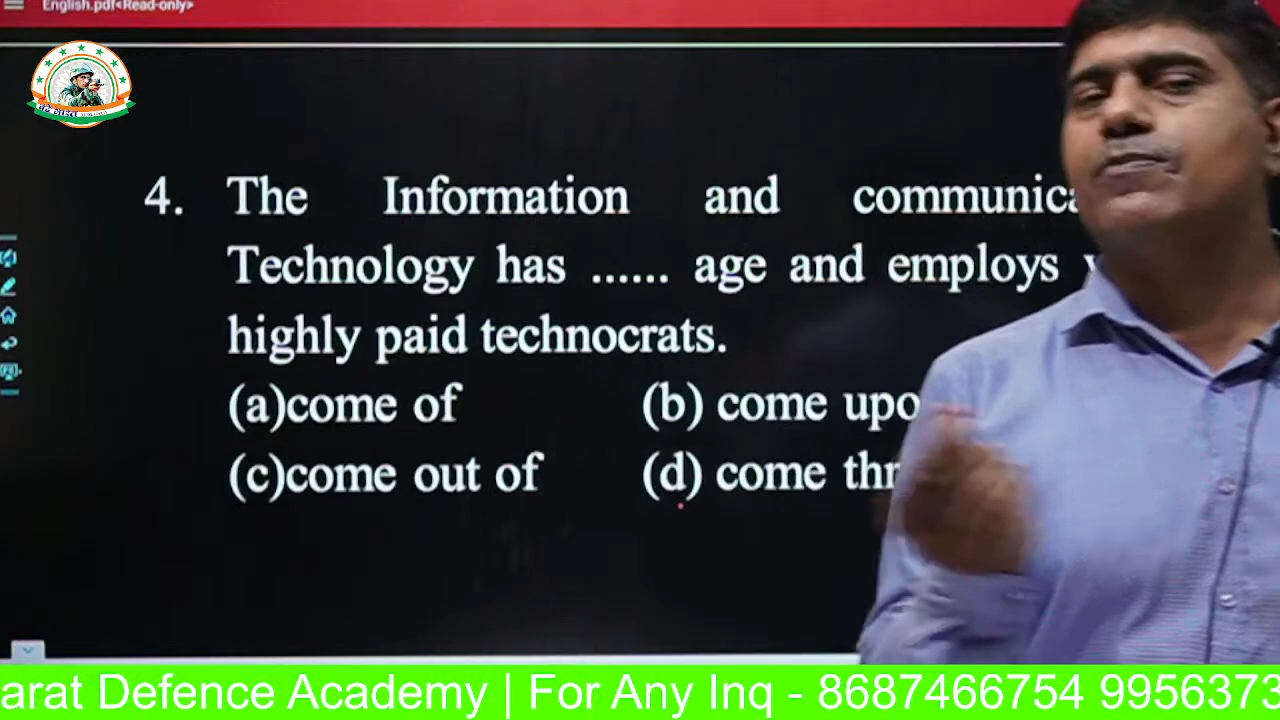 English.pdf<Read-only>
4. The Information and communica
Technology has ...... age and employs
highly paid technocrats.
(a)come of (b) come upo
(c)come out of (d) come thr
arat Defence Academy | For Any Inq - 8687466754 9956373